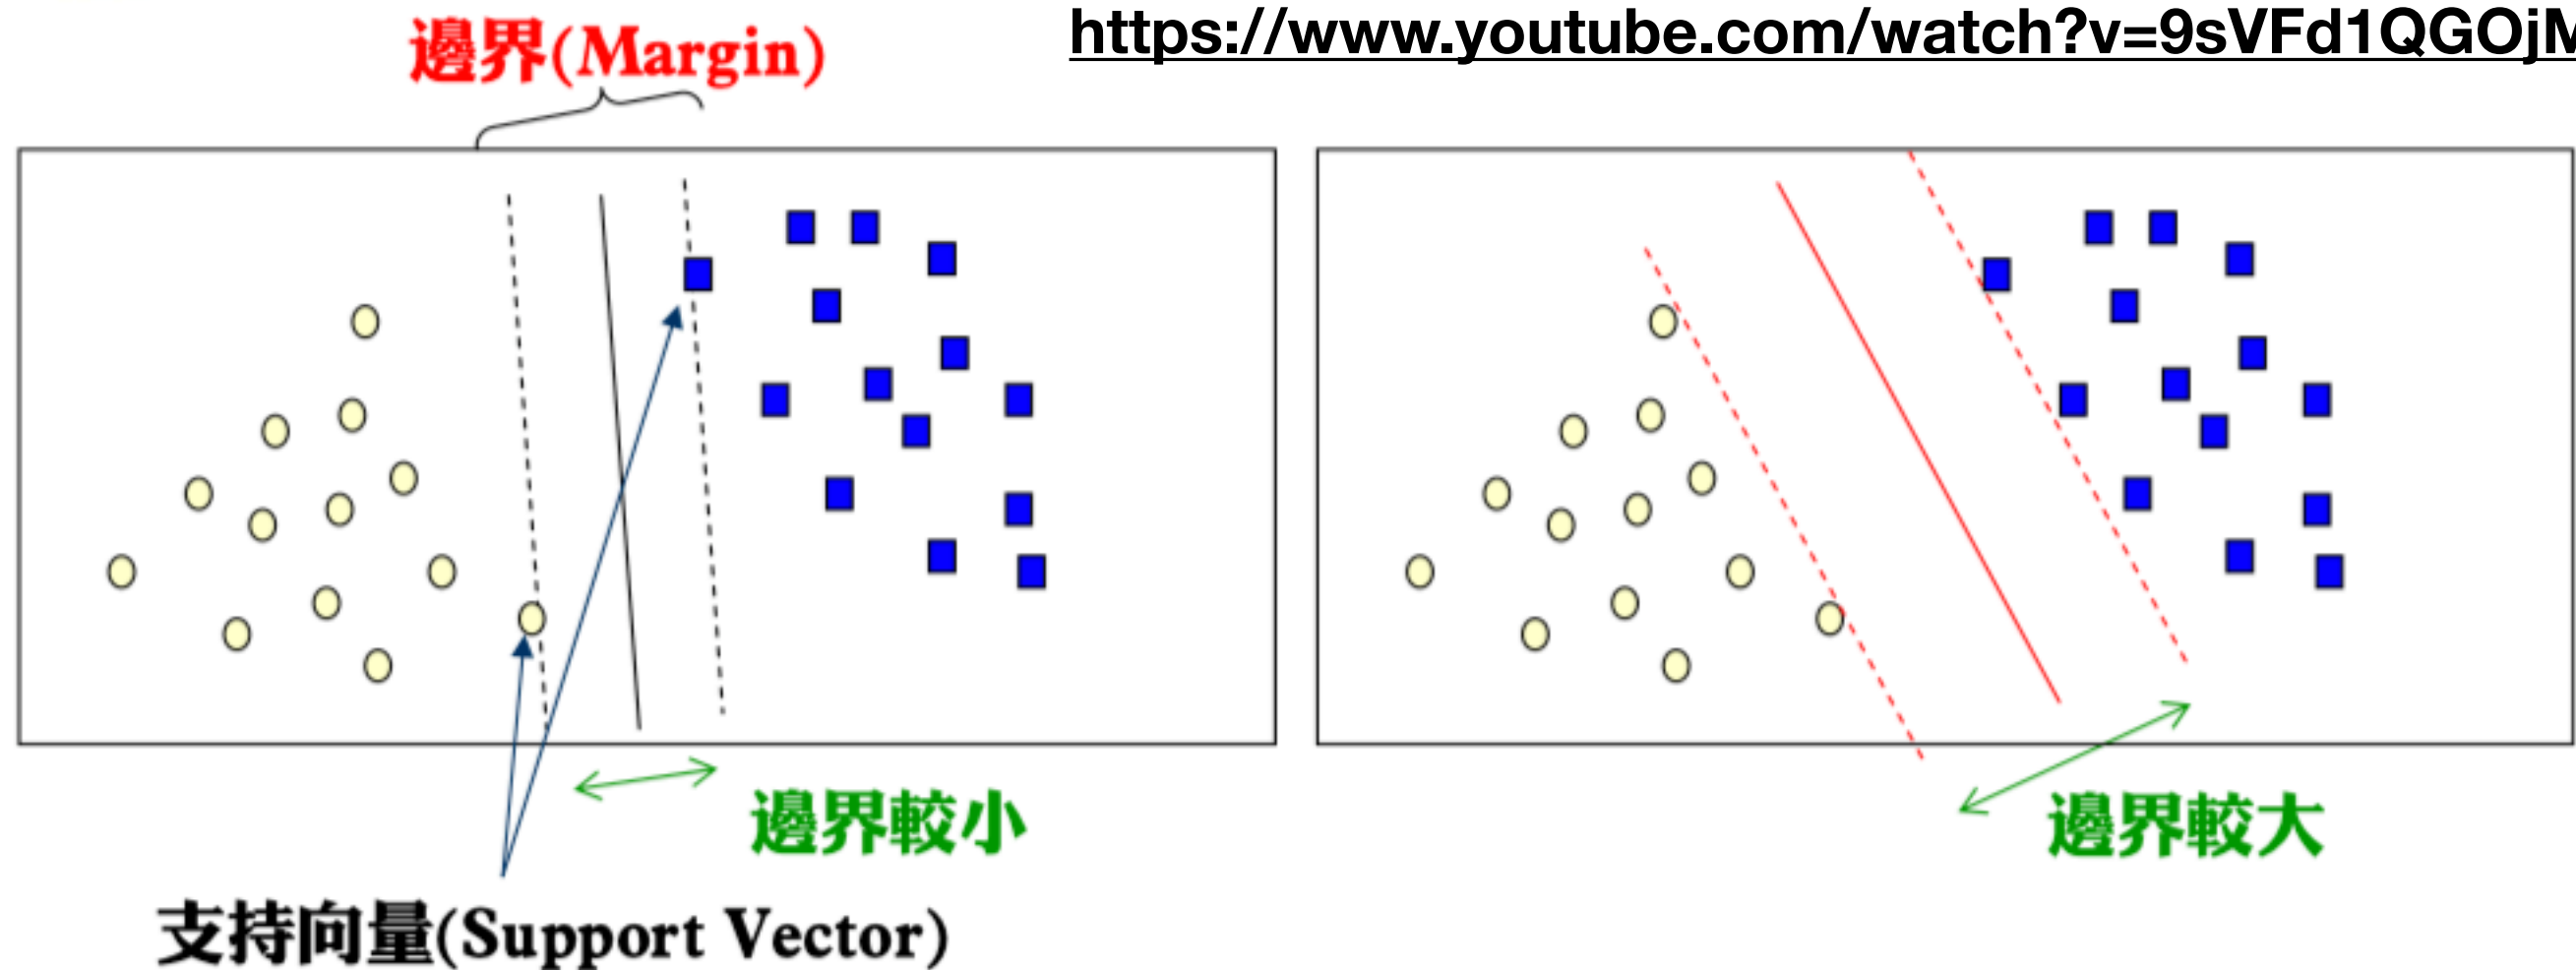 https://www.youtube.com/watch?v=9sVFd1QGOjM
邊界(Margin)
邊界較小
邊界較大
支持向量(Support Vector)